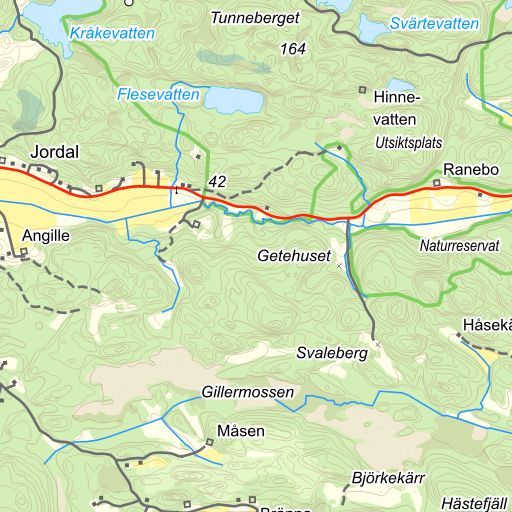 Tunneberget
Svärtevatten
Kråkevatten
164
Flesevatten
Hinne-
vatten
Utsiktsplats
Jordal
Ranebo
42
Angille
Naturreservat
Getehuset
Svaleberg
Gillermossen
Måsen
Björkekärr
Hästefjäll